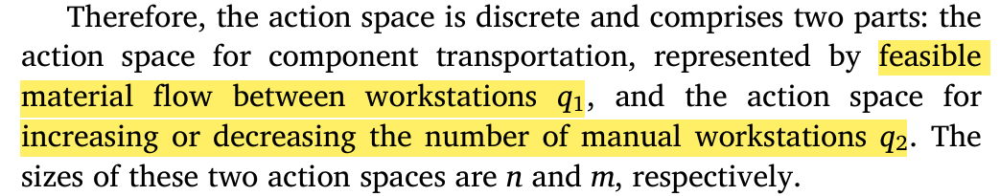 Therefore, the action space is discrete and comprises two parts: the
action space for component transportation, represented by feasible
material flow between workstations q₁, and the action space for
increasing or decreasing the number of manual workstations q₂. The
sizes of these two action spaces are n and m, respectively.